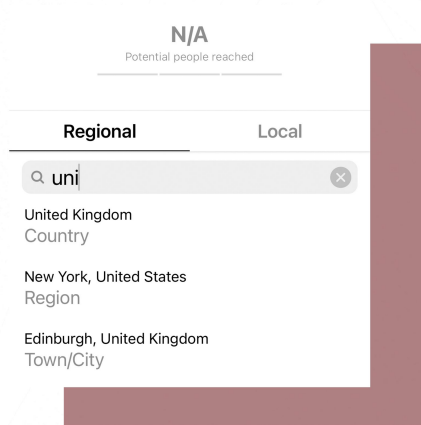 N/A
Potential people reached
Regional Local
uni
United Kingdom
Country
New York, United States
Region
Edinburgh, United Kingdom
Town/City